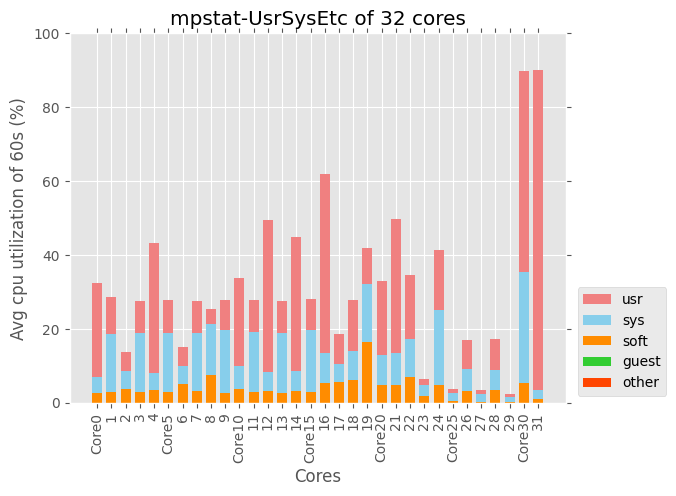 mpstat-UsrSysEtc of 32 cores
Avg cpu utilization of 60s (%)
100
80
60
40
20
0
Core0
1
2
3
4
Core5
6
7
8
9
Core10
11
12
13
14
Core15
16
17
18
19
Core20
21
22
23
24
Core25
26
27
28
29
Core30
31
Cores
usr
sys
soft
guest
other